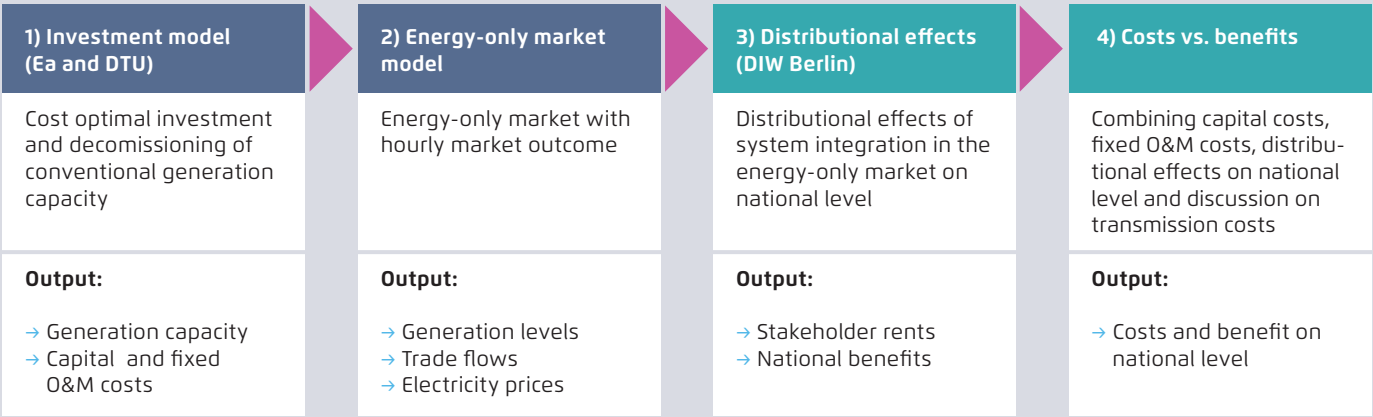 1) Investment model
(Ea and DTU)
Cost optimal investment
and decomissioning of
conventional generation
capacity
Output:
→ Generation capacity
→ Capital and fixed
O&M costs
2) Energy-only market
model
Energy-only market with
hourly market outcome
Output:
→ Generation levels
→ Trade flows
→ Electricity prices
3) Distributional effects
(DIW Berlin)
Distributional effects of
system integration in the
energy-only market on
national level
Output:
→ Stakeholder rents
→ National benefits
4) Costs vs. benefits
Combining capital costs,
fixed O&M costs, distribu-
tional effects on national
level and discussion on
transmission costs
Output:
→ Costs and benefit on
national level